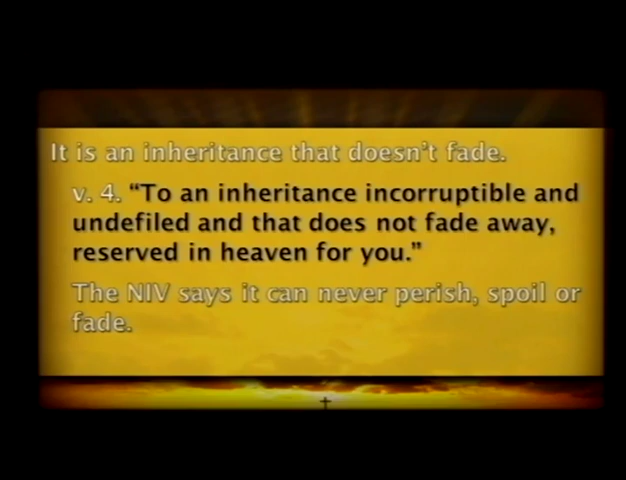 It is an inheritance that doesn't fade.
v. 4. “To an inheritance incorruptible and
undefiled and that does not fade away,
reserved in heaven for you.”
The NIV says it can never perish, spoil or
fade.